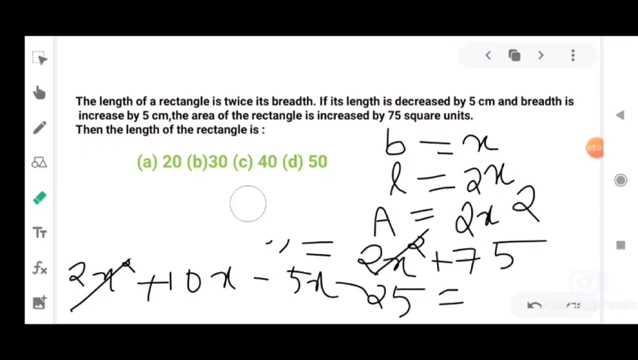 The length of a rectangle is twice its breadth. If its length is decreased by 5 cm and breadth is
increase by 5 cm,the area of the rectangle is increased by 75 square units.
Then the length of the rectangle is :
(a) 20 (b)30 (c) 40 (d) 50
b = x
l = 2x
A = 2x2
= 2x² + 75
2x² + 10x - 5x - 25 =
Tт
fx